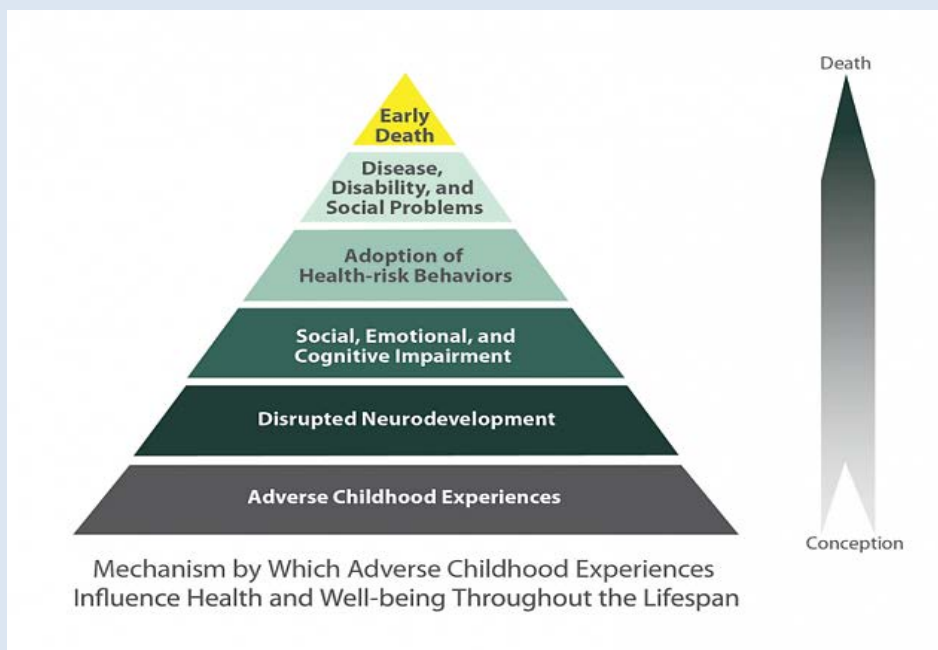 Death
Early
Death
Disease,
Disability, and
Social Problems
Adoption of
Health-risk Behaviors
Social, Emotional, and
Cognitive Impairment
Disrupted Neurodevelopment
Adverse Childhood Experiences
Conception
Mechanism by Which Adverse Childhood Experiences
Influence Health and Well-being Throughout the Lifespan